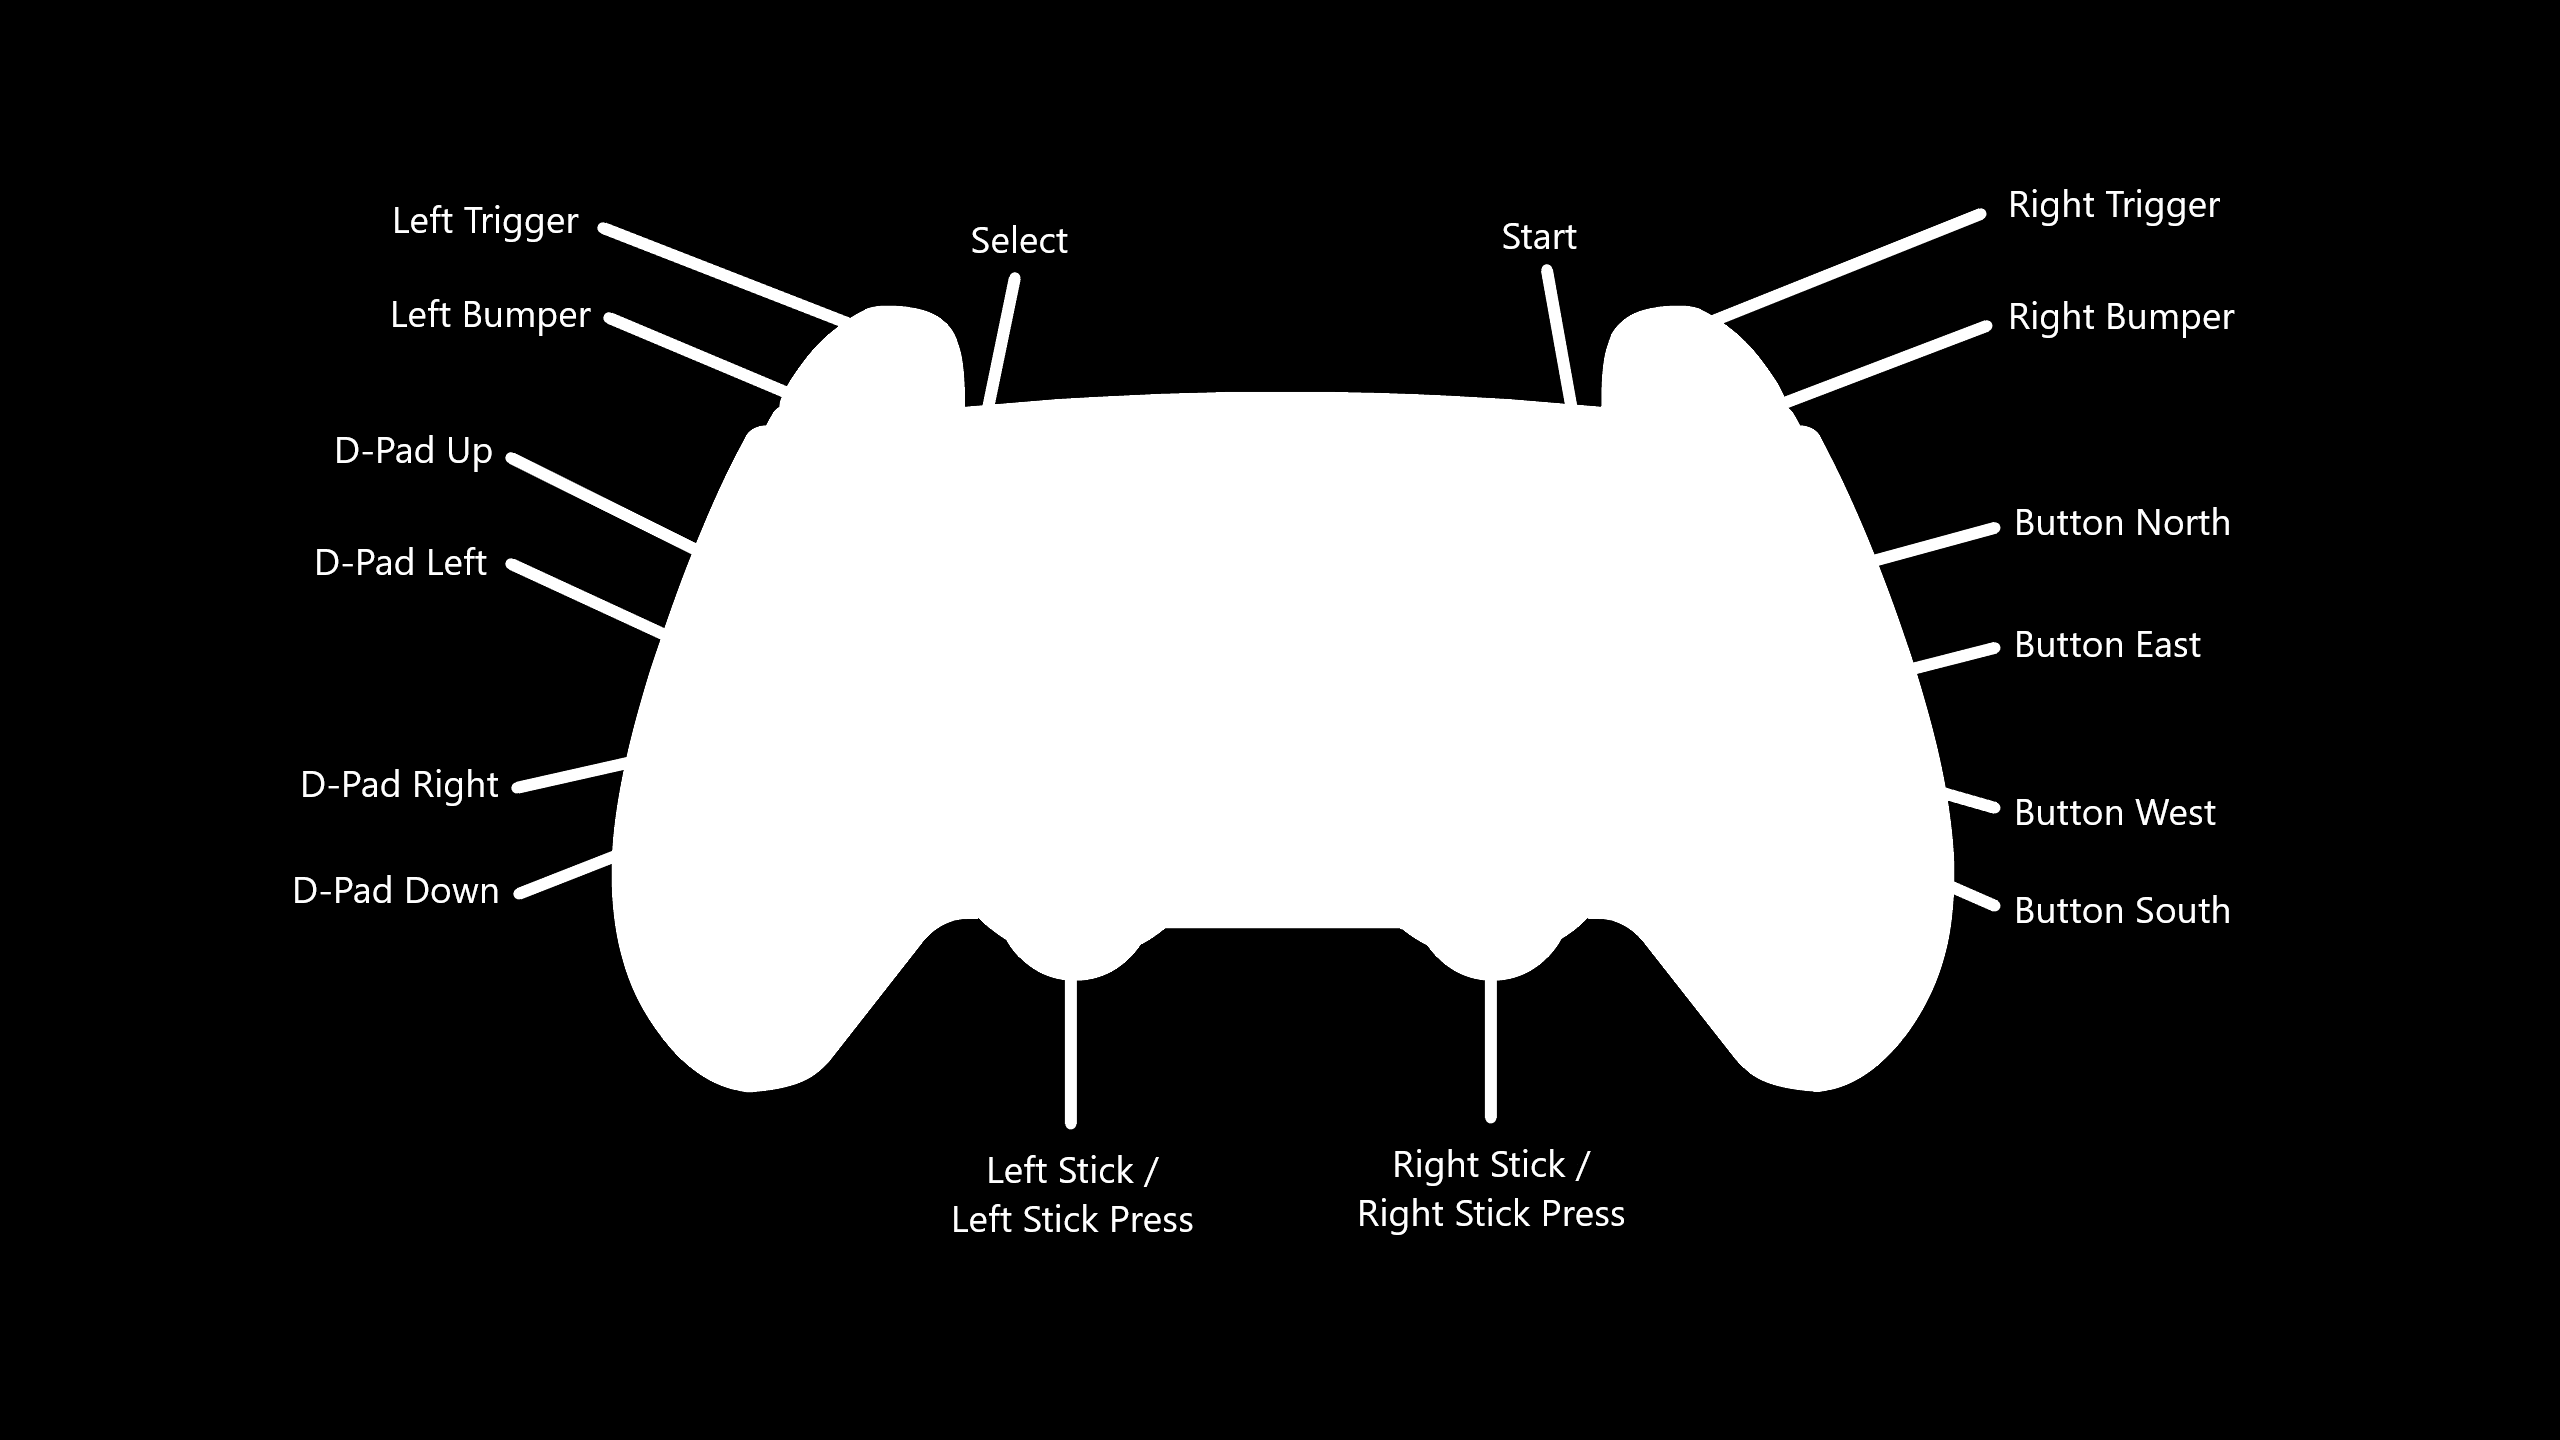 Left Trigger
Left Bumper
D-Pad Up
D-Pad Left
D-Pad Right
D-Pad Down
Select
Start
Right Trigger
Right Bumper
Button North
Button East
Button West
Button South
Left Stick /
Left Stick Press
Right Stick /
Right Stick Press